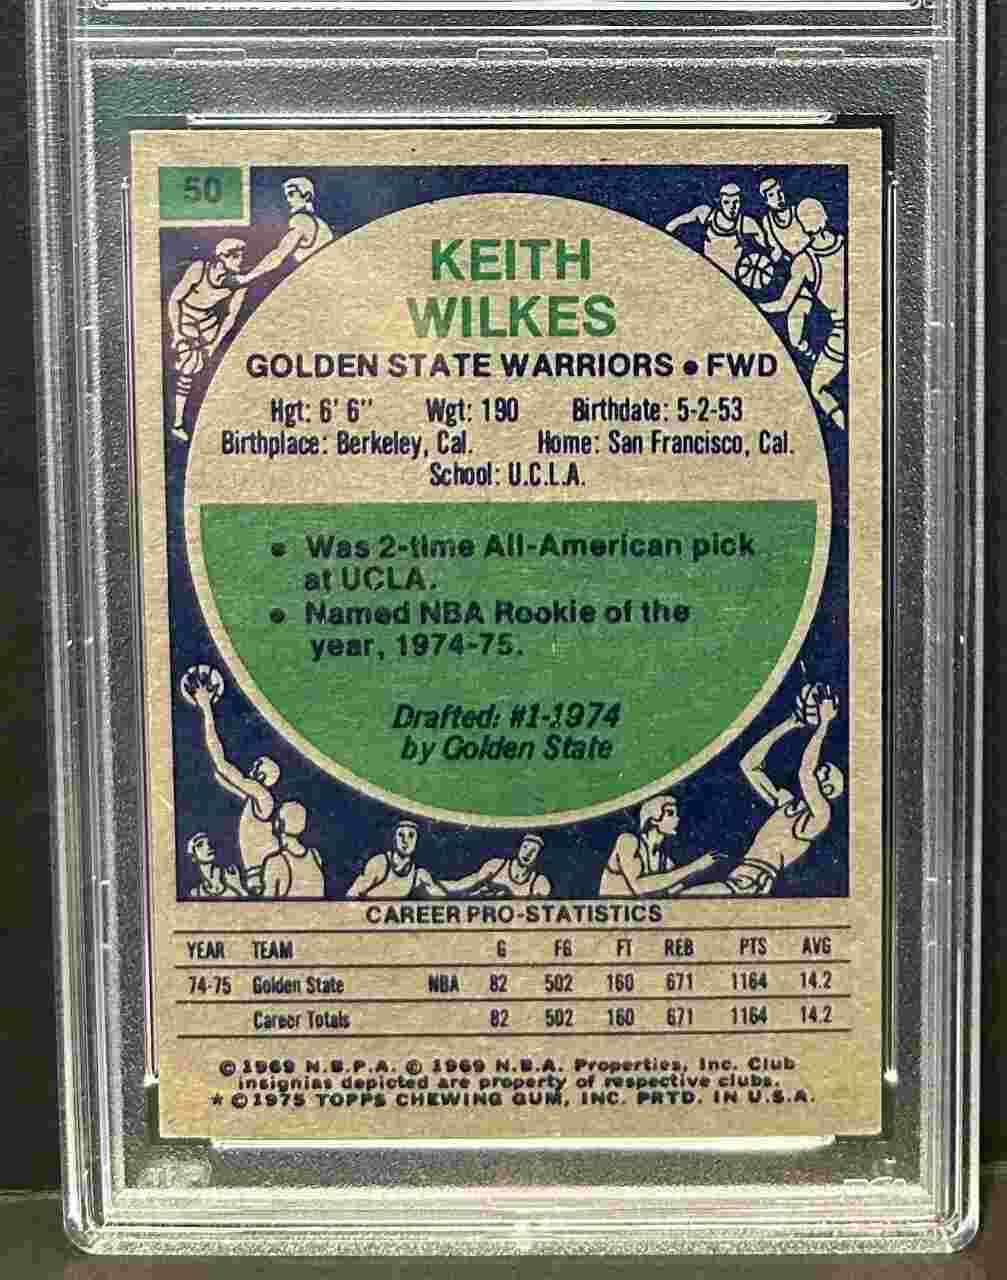 50
KEITH
WILKES
GOLDEN STATE WARRIORS • FWD
Hgt: 6' 6" Wgt: 190 Birthdate: 5-2-53
Birthplace: Berkeley, Cal. Home: San Francisco, Cal.
School: U.C.L.A.
• Was 2-time All-American pick
at UCLA.
• Named NBA Rookie of the
year, 1974-75.
Drafted: #1-1974
by Golden State
CAREER PRO-STATISTICS
YEAR TEAM G FG FT REB PTS AVG
74-75 Golden State NBA 82 502 160 671 1164 14.2
Career Totals 82 502 160 671 1164 14.2
© 1969 N.B.P.A. © 1969 N.B.A. Properties, Inc. Club
insignias depicted are property of respective clubs.
* © 1975 TOPPS CHEWING GUM, INC. PRTD. IN U.S.A.